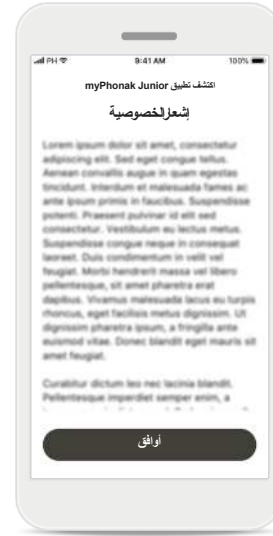 PH 9:41 AM 100%
اكتشف تطبيق myPhonak Junior
إشعارالخصوصية
Lorem ipsum dolor sit amet, consectetur
adipiscing elit. Sed eget congue tellus.
Aenean convallis augue in quam egestas
tincidunt. Interdum et malesuada fames ac
ante ipsum primis in faucibus. Suspendisse
potenti. Praesent pulvinar id elit sed
consectetur. Vestibulum eu lectus metus.
Suspendisse congue neque in consequat
laoreet. Duis condimentum in velit vel
feugiat. Morbi hendrerit massa vel libero
pellentesque, sit amet pharetra erat
dapibus. Vivamus malesuada lacus eu turpis
rhoncus, eget facilisis metus dignissim. Ut
dignissim pharetra ipsum, a fringilla ante
euismod vitae. Donec blandit eget mauris sit
amet feugiat.
Curabitur dictum leo nec lacinia blandit.
Pellentesque imperdiet semper enim, a
أوافق